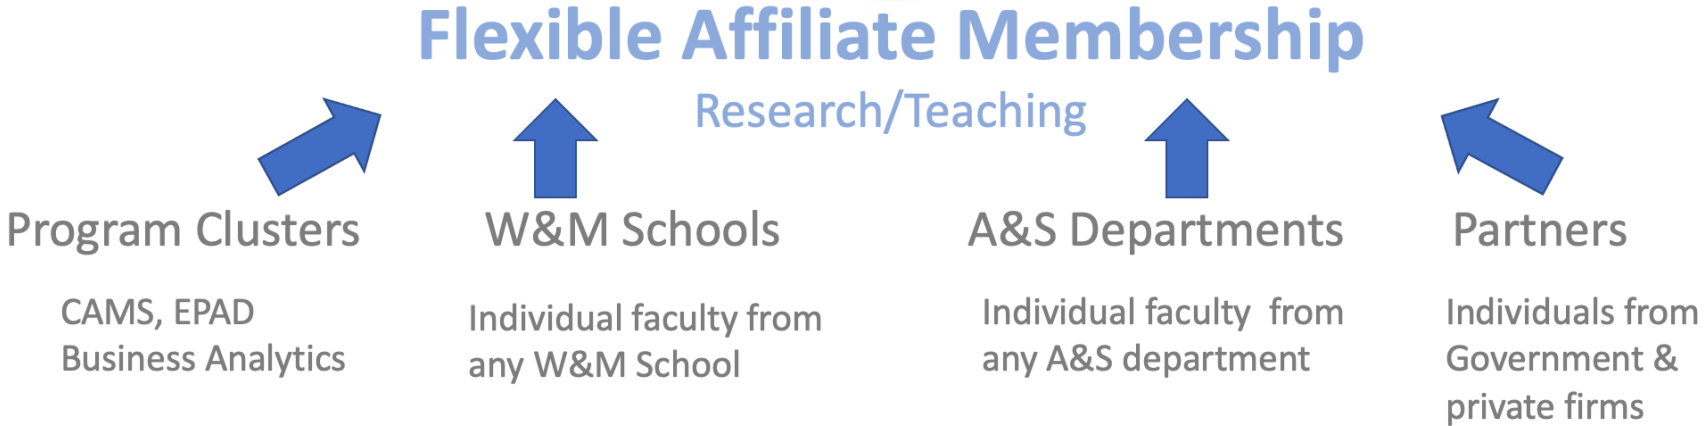 Flexible Affiliate Membership
Research/Teaching
Program Clusters
CAMS, EPAD
Business Analytics
W&M Schools
Individual faculty from
any W&M School
A&S Departments
Individual faculty from
any A&S department
Partners
Individuals from
Government &
private firms